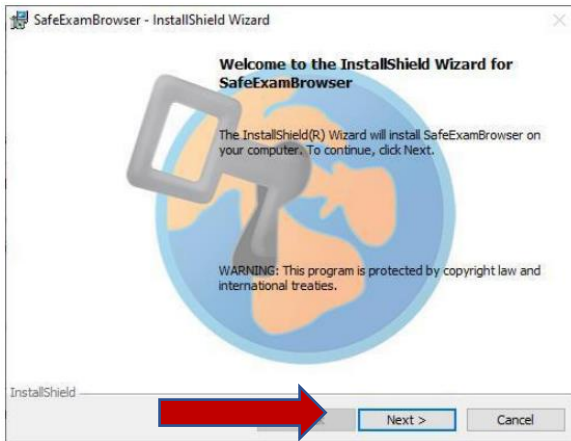 SafeExamBrowser - InstallShield Wizard
Welcome to the InstallShield Wizard for
SafeExamBrowser
The InstallShield(R) Wizard will install SafeExamBrowser on
your computer. To continue, click Next.
WARNING: This program is protected by copyright law and
international treaties.
InstallShield
Next >
Cancel